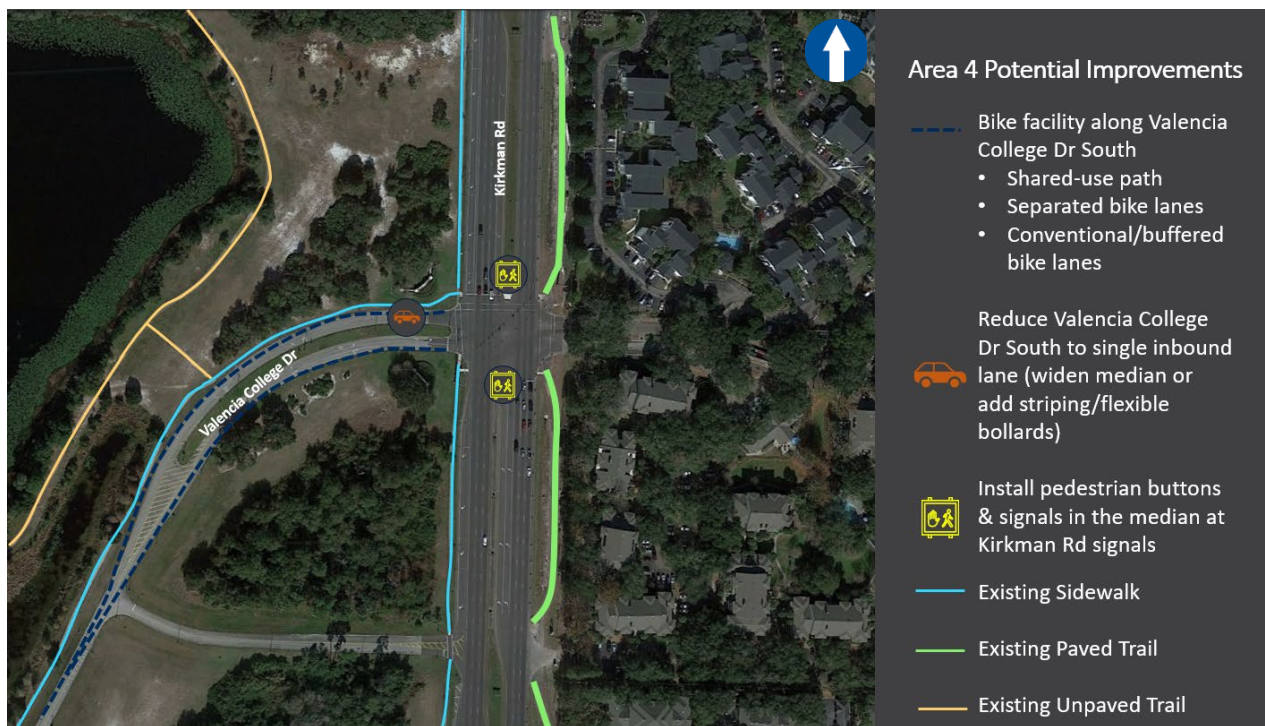 Kirkman Rd
Valencia College Dr
Area 4 Potential Improvements
Bike facility along Valencia
College Dr South
• Shared-use path
• Separated bike lanes
• Conventional/buffered
bike lanes
Reduce Valencia College
Dr South to single inbound
lane (widen median or
add striping/flexible
bollards)
Install pedestrian buttons
& signals in the median at
Kirkman Rd signals
Existing Sidewalk
Existing Paved Trail
Existing Unpaved Trail